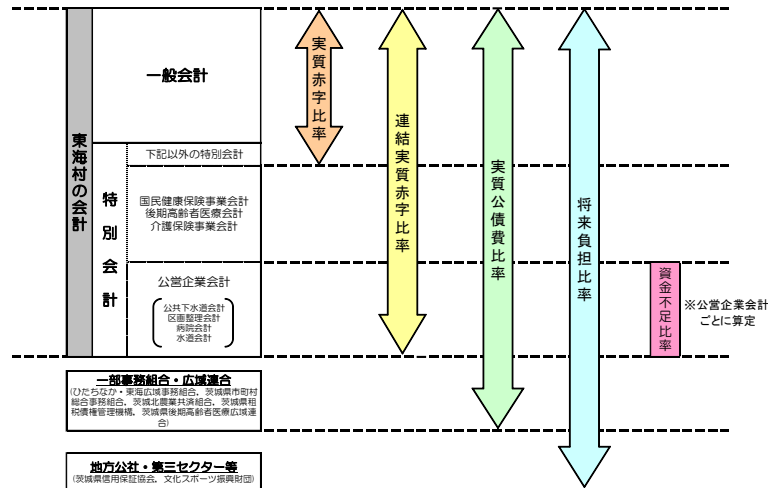 東海村の会計
一般会計
特別会計
下記以外の特別会計
国民健康保険事業会計
後期高齢者医療会計
介護保険事業会計
公営企業会計
公共下水道会計
区画整理会計
病院会計
水道会計
実質赤字比率
連結実質赤字比率
実質公債費比率
将来負担比率
資金不足比率
※公営企業会計
ごとに算定
一部事務組合・広域連合
(ひたちなか・東海広域事務組合、茨城県市町村
総合事務組合、茨城北農業共済組合、茨城県租
税債権管理機構、茨城県後期高齢者医療広域連
合)
地方公社・第三セクター等
(茨城県信用保証協会、文化スポーツ振興財団)